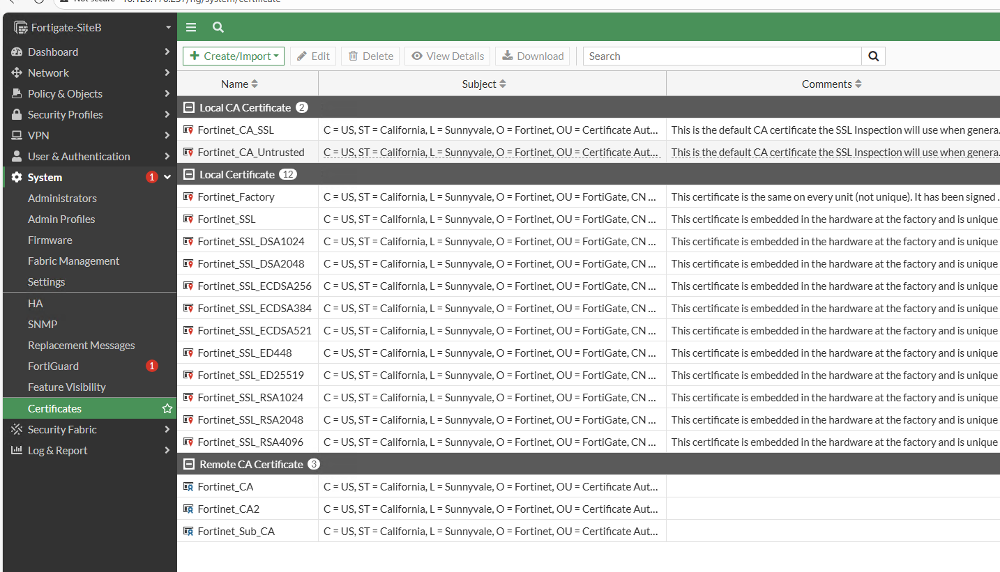 Not secure 10.120.170.257/ng/system/certificate
Fortigate-SiteB
Dashboard
Network
Policy & Objects
Security Profiles
VPN
User & Authentication
System 1
Administrators
Admin Profiles
Firmware
Fabric Management
Settings
HA
SNMP
Replacement Messages
FortiGuard 1
Feature Visibility
Certificates
Security Fabric
Log & Report
Create/Import Edit Delete View Details Download Search
Name Subject Comments
Local CA Certificate 2
Fortinet_CA_SSL C = US, ST = California, L = Sunnyvale, O = Fortinet, OU = Certificate Aut... This is the default CA certificate the SSL Inspection will use when genera.
Fortinet_CA_Untrusted C = US, ST = California, L = Sunnyvale, O = Fortinet, OU = Certificate Aut... This is the default CA certificate the SSL Inspection will use when genera.
Local Certificate 12
Fortinet_Factory C = US, ST = California, L = Sunnyvale, O = Fortinet, OU = FortiGate, CN ... This certificate is the same on every unit (not unique). It has been signed .
Fortinet_SSL C = US, ST = California, L = Sunnyvale, O = Fortinet, OU = FortiGate, CN ... This certificate is embedded in the hardware at the factory and is unique
Fortinet_SSL_DSA1024 C = US, ST = California, L = Sunnyvale, O = Fortinet, OU = FortiGate, CN ... This certificate is embedded in the hardware at the factory and is unique
Fortinet_SSL_DSA2048 C = US, ST = California, L = Sunnyvale, O = Fortinet, OU = FortiGate, CN ... This certificate is embedded in the hardware at the factory and is unique
Fortinet_SSL_ECDSA256 C = US, ST = California, L = Sunnyvale, O = Fortinet, OU = FortiGate, CN ... This certificate is embedded in the hardware at the factory and is unique
Fortinet_SSL_ECDSA384 C = US, ST = California, L = Sunnyvale, O = Fortinet, OU = FortiGate, CN ... This certificate is embedded in the hardware at the factory and is unique
Fortinet_SSL_ECDSA521 C = US, ST = California, L = Sunnyvale, O = Fortinet, OU = FortiGate, CN ... This certificate is embedded in the hardware at the factory and is unique
Fortinet_SSL_ED448 C = US, ST = California, L = Sunnyvale, O = Fortinet, OU = FortiGate, CN ... This certificate is embedded in the hardware at the factory and is unique
Fortinet_SSL_ED25519 C = US, ST = California, L = Sunnyvale, O = Fortinet, OU = FortiGate, CN ... This certificate is embedded in the hardware at the factory and is unique
Fortinet_SSL_RSA1024 C = US, ST = California, L = Sunnyvale, O = Fortinet, OU = FortiGate, CN ... This certificate is embedded in the hardware at the factory and is unique
Fortinet_SSL_RSA2048 C = US, ST = California, L = Sunnyvale, O = Fortinet, OU = FortiGate, CN ... This certificate is embedded in the hardware at the factory and is unique
Fortinet_SSL_RSA4096 C = US, ST = California, L = Sunnyvale, O = Fortinet, OU = FortiGate, CN ... This certificate is embedded in the hardware at the factory and is unique
Remote CA Certificate 3
Fortinet_CA C = US, ST = California, L = Sunnyvale, O = Fortinet, OU = Certificate Aut...
Fortinet_CA2 C = US, ST = California, L = Sunnyvale, O = Fortinet, OU = Certificate Aut...
Fortinet_Sub_CA C = US, ST = California, L = Sunnyvale, O = Fortinet, OU = Certificate Aut...